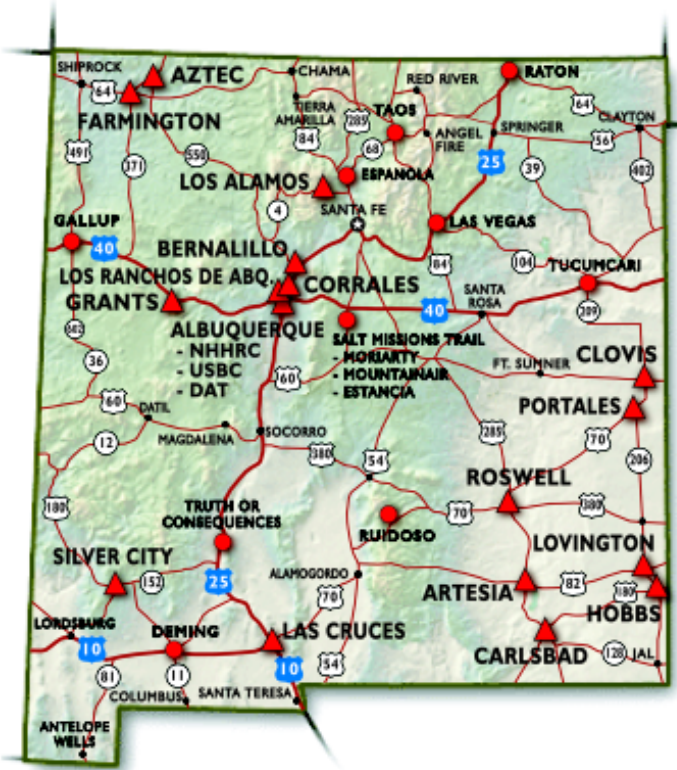 SHIPROCK
64
AZTEC
FARMINGTON
CHAMA
TIERRA
AMARILLA
285
84
RED RIVER
TAOS
68
ANGEL
FIRE
RATON
64
SPRINGER
56
CLAYTON
491
371
550
25
39
402
LOS ALAMOS
ESPANOLA
4
SANTA FE
GALLUP
40
LAS VEGAS
BERNALILLO
84
104
TUCUMCARI
LOS RANCHOS DE ABQ.
CORRALES
GRANTS
SANTA
ROSA
40
209
602
ALBUQUERQUE
- NHHRC
- USBC
- DAT
SALT MISSIONS TRAIL
- MORIARTY
- MOUNTAINAIR
- ESTANCIA
36
60
FT. SUMNER
CLOVIS
60
DATIL
PORTALES
12
MAGDALENA
SOCORRO
380
54
285
70
206
ROSWELL
180
TRUTH OR
CONSEQUENCES
RUIDOSO
70
380
LOVINGTON
SILVER CITY
152
25
ALAMOGORDO
70
ARTESIA
82
180
HOBBS
LORDSBURG
10
DEMING
LAS CRUCES
CARLSBAD
128
JAL
81
11
10
54
COLUMBUS
SANTA TERESA
ANTELOPE
WELLS